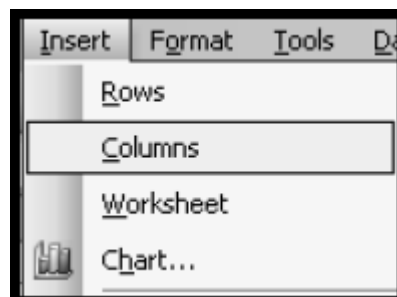 Insert Format Tools Da
Rows
Columns
Worksheet
Chart...